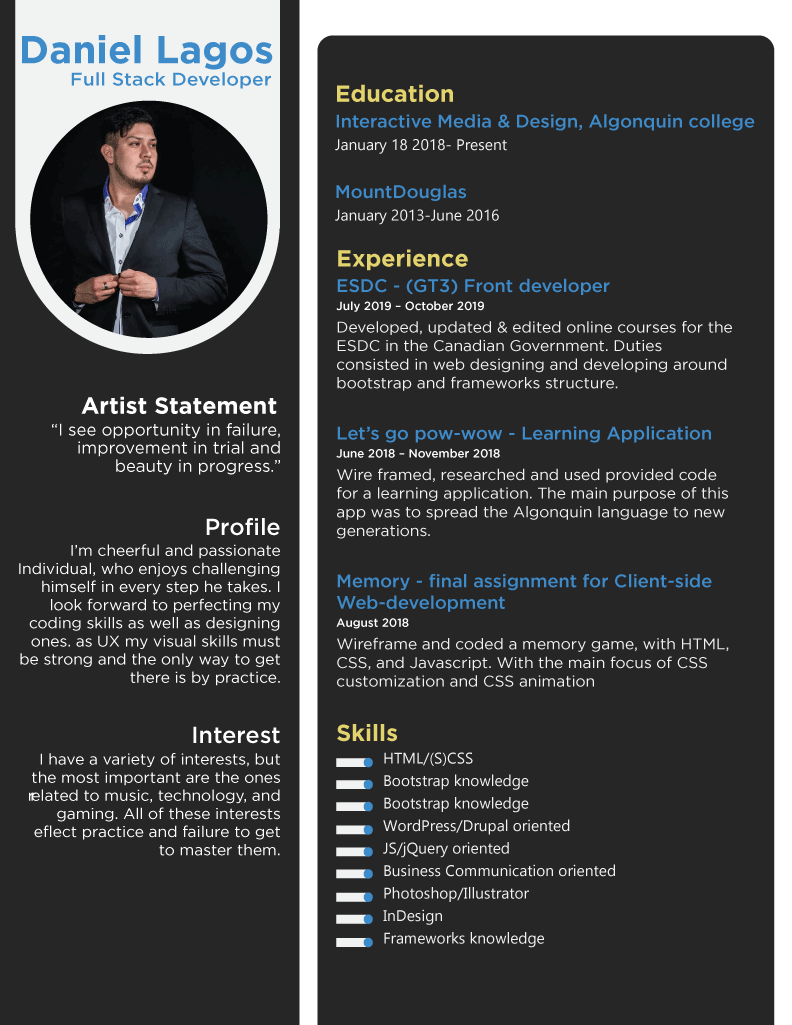 Daniel Lagos
Full Stack Developer
Artist Statement
“I see opportunity in failure,
improvement in trial and
beauty in progress.”
Profile
I’m cheerful and passionate
Individual, who enjoys challenging
himself in every step he takes. I
look forward to perfecting my
coding skills as well as designing
ones. as UX my visual skills must
be strong and the only way to get
there is by practice.
Interest
I have a variety of interests, but
the most important are the ones
related to music, technology, and
gaming. All of these interests
eflect practice and failure to get
to master them.
Education
Interactive Media & Design, Algonquin college
January 18 2018- Present
MountDouglas
January 2013-June 2016
Experience
ESDC - (GT3) Front developer
July 2019 – October 2019
Developed, updated & edited online courses for the
ESDC in the Canadian Government. Duties
consisted in web designing and developing around
bootstrap and frameworks structure.
Let’s go pow-wow - Learning Application
June 2018 – November 2018
Wire framed, researched and used provided code
for a learning application. The main purpose of this
app was to spread the Algonquin language to new
generations.
Memory - final assignment for Client-side
Web-development
August 2018
Wireframe and coded a memory game, with HTML,
CSS, and Javascript. With the main focus of CSS
customization and CSS animation
Skills
HTML/(S)CSS
Bootstrap knowledge
Bootstrap knowledge
WordPress/Drupal oriented
JS/jQuery oriented
Business Communication oriented
Photoshop/Illustrator
InDesign
Frameworks knowledge